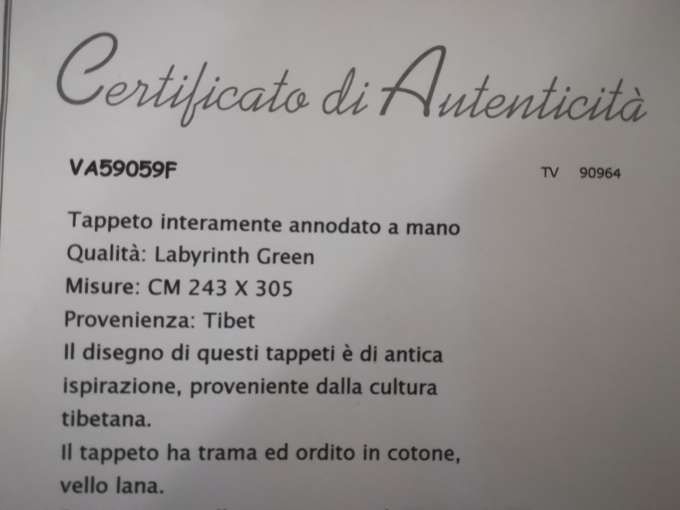 Certificato di Autenticità
VA59059F TV 90964
Tappeto interamente annodato a mano
Qualità: Labyrinth Green
Misure: CM 243 X 305
Provenienza: Tibet
Il disegno di questi tappeti è di antica
ispirazione, proveniente dalla cultura
tibetana.
Il tappeto ha trama ed ordito in cotone,
vello lana.